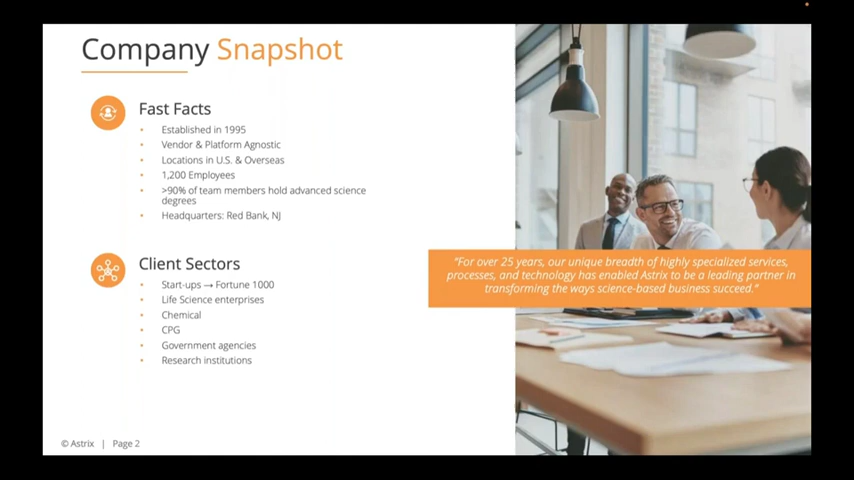 Company Snapshot
Fast Facts
• Established in 1995
• Vendor & Platform Agnostic
• Locations in U.S. & Overseas
• 1,200 Employees
• >90% of team members hold advanced science
degrees
• Headquarters: Red Bank, NJ
Client Sectors
• Start-ups → Fortune 1000
• Life Science enterprises
• Chemical
• CPG
• Government agencies
• Research institutions
"For over 25 years, our unique breadth of highly specialized services,
processes, and technology has enabled Astrix to be a leading partner in
transforming the ways science-based business succeed."
© Astrix | Page 2